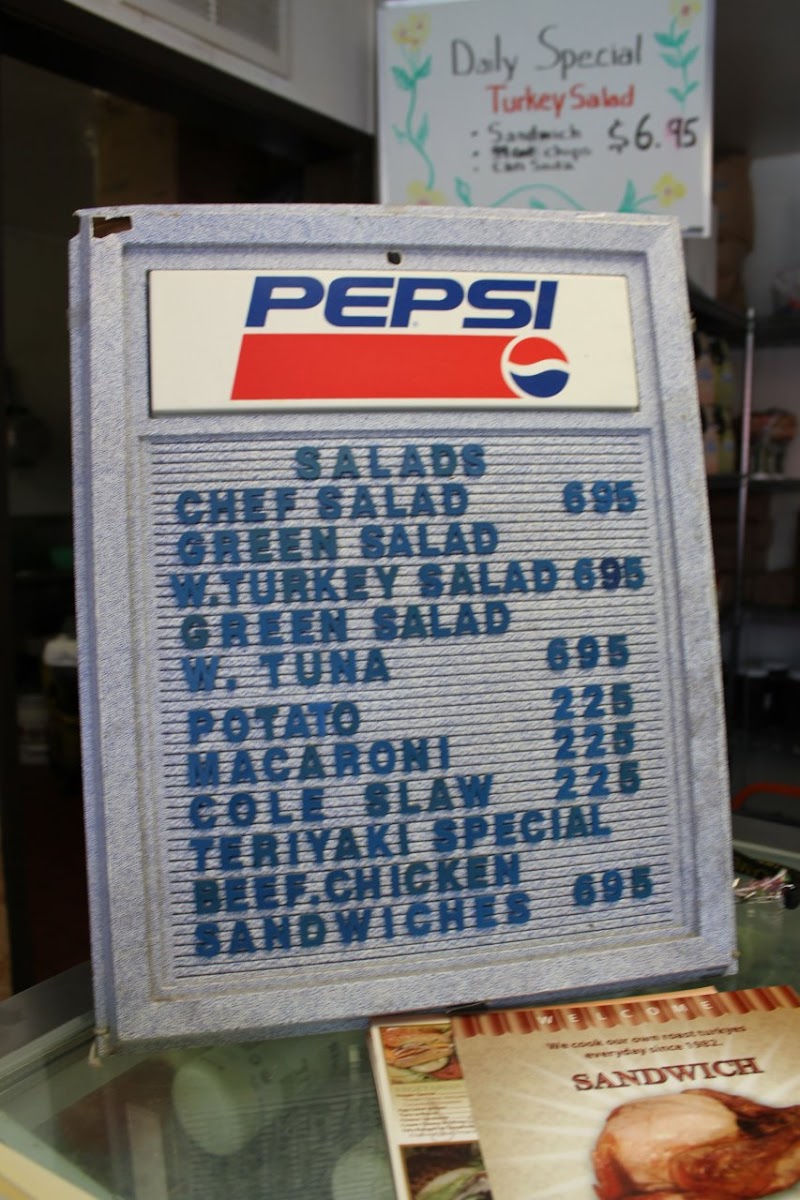 Daily Special
Turkey Salad
• Sandwich $6.95
• chips
• Can Soda
PEPSI
SALADS
CHEF SALAD 695
GREEN SALAD
W.TURKEY SALAD 695
GREEN SALAD
W. TUNA 695
POTATO 225
MACARONI 225
COLE SLAW 225
TERIYAKI SPECIAL
BEEF.CHICKEN
SANDWICHES 695
WELCOME
We cook our own roast turkeys
everyday since 1982.
SANDWICH